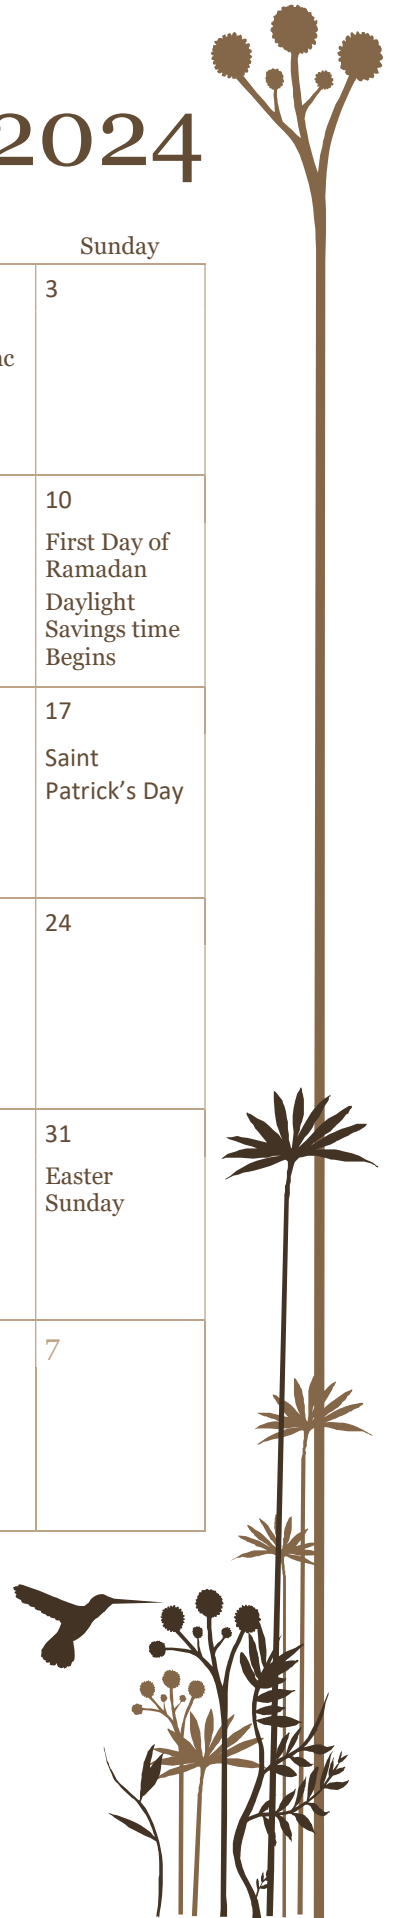 2024
Sunday
3
10
First Day of
Ramadan
Daylight
Savings time
Begins
17
Saint
Patrick's Day
24
31
Easter
Sunday
7